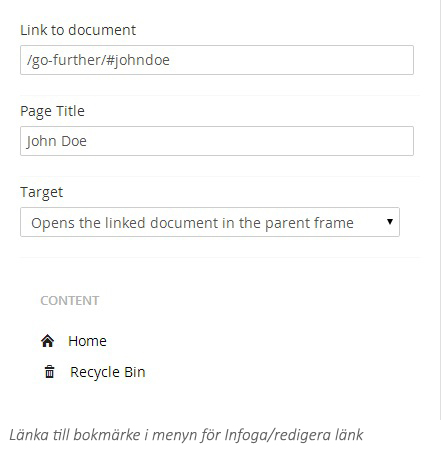 Link to document
/go-further/#johndoe
Page Title
John Doe
Target
Opens the linked document in the parent frame
CONTENT
Home
Recycle Bin
Länka till bokmärke i menyn för Infoga/redigera länk